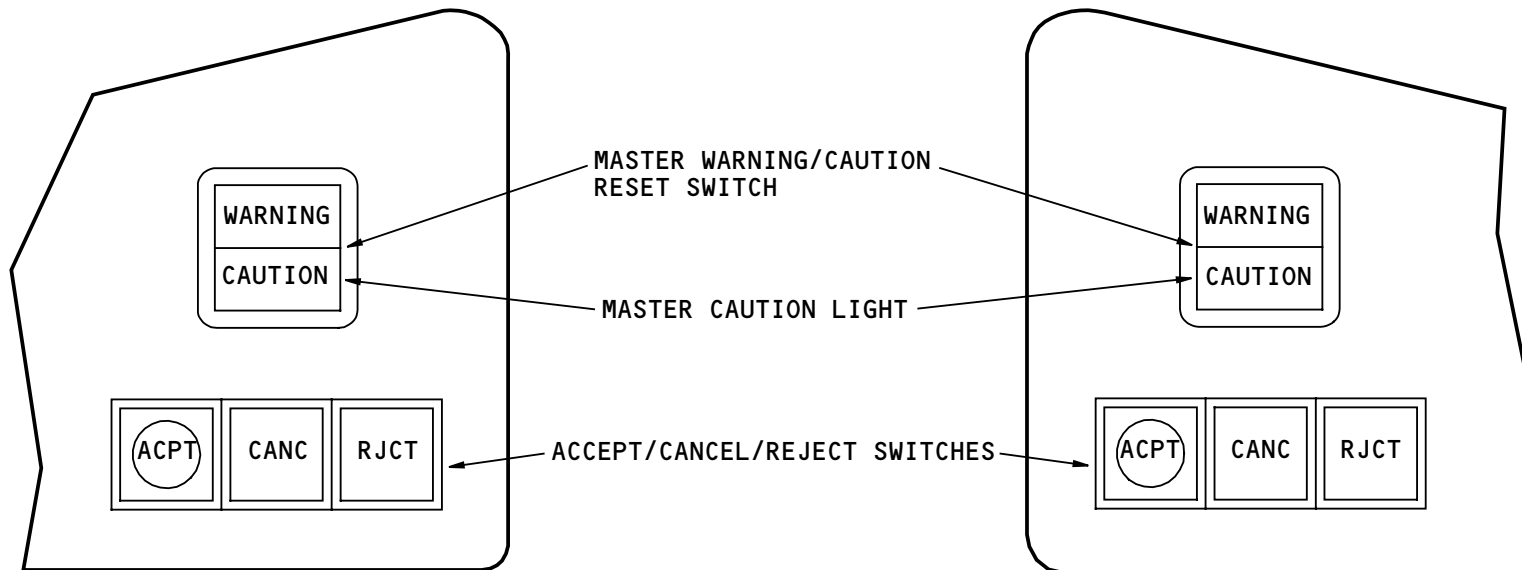 MASTER WARNING/CAUTION
RESET SWITCH
WARNING
WARNING
CAUTION
CAUTION
MASTER CAUTION LIGHT
ACPT
CANC
RJCT
ACCEPT/CANCEL/REJECT SWITCHES
ACPT
CANC
RJCT